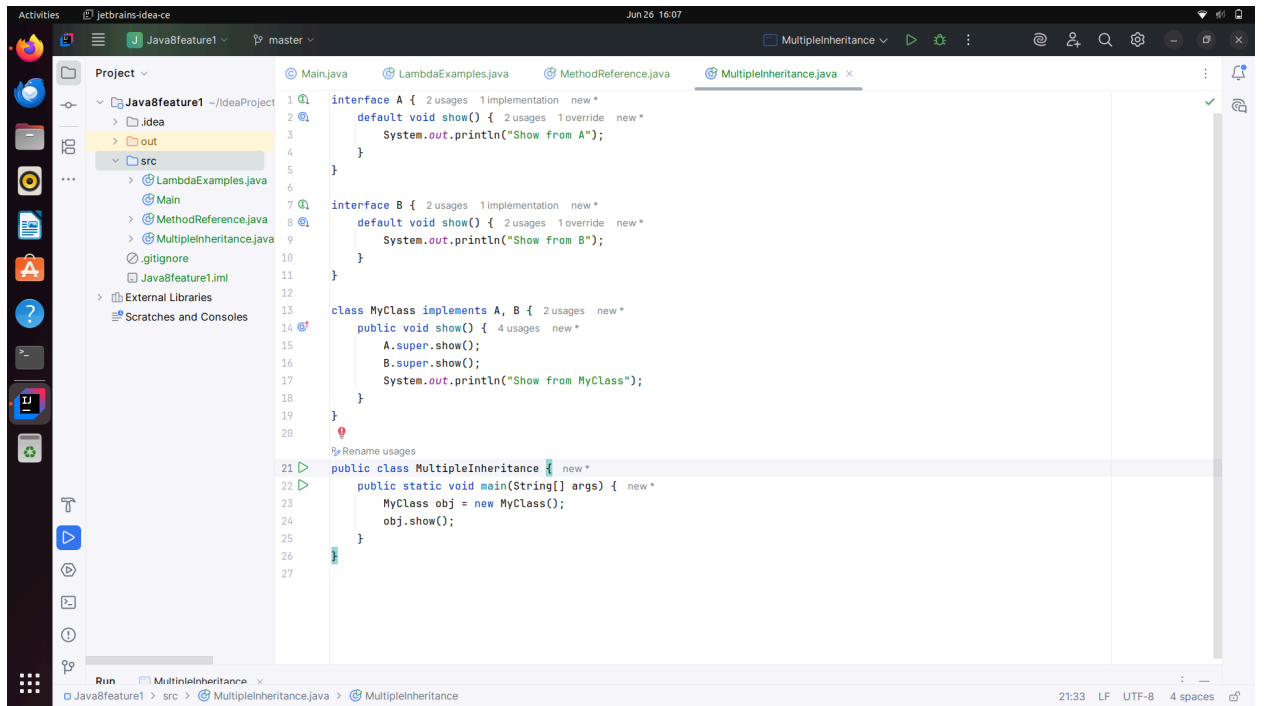 Activities jetbrains-idea-ce Jun 26 16:07
J Java8feature1 master MultipleInheritance
Project
Main.java LambdaExamples.java MethodReference.java MultipleInheritance.java
Java8feature1 ~/IdeaProject
.idea
out
src
LambdaExamples.java
Main
MethodReference.java
MultipleInheritance.java
.gitignore
Java8feature1.iml
External Libraries
Scratches and Consoles
1 interface A { 2 usages 1 implementation new *
2 default void show() { 2 usages 1 override new *
3 System.out.println("Show from A");
4 }
5 }
6
7 interface B { 2 usages 1 implementation new *
8 default void show() { 2 usages 1 override new *
9 System.out.println("Show from B");
10 }
11 }
12
13 class MyClass implements A, B { 2 usages new *
14 public void show() { 4 usages new *
15 A.super.show();
16 B.super.show();
17 System.out.println("Show from MyClass");
18 }
19 }
20
Rename usages
21 public class MultipleInheritance { new *
22 public static void main(String[] args) { new *
23 MyClass obj = new MyClass();
24 obj.show();
25 }
26 }
27
Run MultipleInheritance
Java8feature1 > src > MultipleInheritance.java > MultipleInheritance 21:33 LF UTF-8 4 spaces